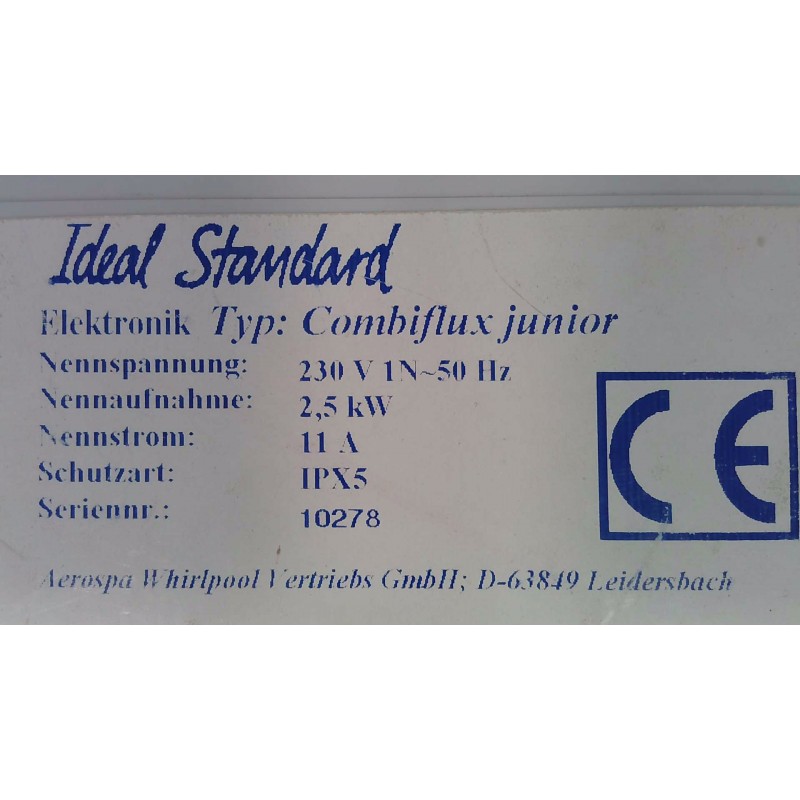 Ideal Standard
Elektronik Typ: Combiflux junior
Nennspannung: 230 V 1N~50 Hz
Nennaufnahme: 2,5 kW
Nennstrom: 11 A
Schutzart: IPX5
Seriennr.: 10278
CE
Aerospa Whirlpool Vertriebs GmbH; D-63849 Leidersbach